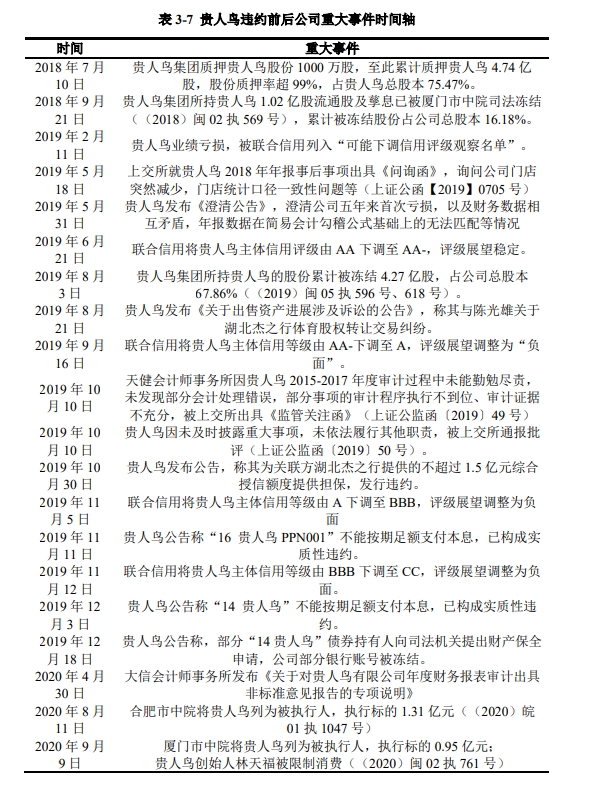 表 3-7 贵人鸟违约前后公司重大事件时间轴
时间 重大事件
2018 年 7 月 贵人鸟集团质押贵人鸟股份 1000 万股，至此累计质押贵人鸟 4.74 亿
10 日 股，股份质押率超 99%，占贵人鸟总股本 75.47%。
2018 年 9 月 贵人鸟集团所持贵人鸟 1.02 亿股流通股及孳息已被厦门市中院司法冻结
21 日 （（2018）闽 02 执 569 号），累计被冻结股份占公司总股本 16.18%。
2019 年 2 月
11 日 贵人鸟业绩亏损，被联合信用列入“可能下调信用评级观察名单”。
2019 年 5 月 上交所就贵人鸟 2018 年年报事后事项出具《问询函》，询问公司门店
18 日 突然减少，门店统计口径一致性问题等（上证公函【2019】0705 号）
2019 年 5 月 贵人鸟发布《澄清公告》，澄清公司五年来首次亏损，以及财务数据相
31 日 互矛盾，年报数据在简易会计勾稽公式基础上的无法匹配等情况
2019 年 6 月
21 日 联合信用将贵人鸟主体信用评级由 AA 下调至 AA-，评级展望稳定。
2019 年 8 月 贵人鸟集团所持贵人鸟的股份累计被冻结 4.27 亿股，占公司总股本
3 日 67.86%（（2019）闽 05 执 596 号、618 号）。
2019 年 8 月 贵人鸟发布《关于出售资产进展涉及诉讼的公告》，称其与陈光雄关于
21 日 湖北杰之行体育股权转让交易纠纷。
2019 年 9 月 联合信用将贵人鸟主体信用等级由 AA-下调至 A，评级展望调整为“负
16 日 面”。
2019 年 10 天健会计师事务所因贵人鸟 2015-2017 年度审计过程中未能勤勉尽责，
月 10 日 未发现部分会计处理错误，部分事项的审计程序执行不到位、审计证据
不充分，被上交所出具《监管关注函》（上证公监函〔2019〕49 号）
2019 年 10 贵人鸟因未及时披露重大事项，未依法履行其他职责，被上交所通报批
月 10 日 评（上证公监函〔2019〕50 号）。
2019 年 10 贵人鸟发布公告，称其为关联方湖北杰之行提供的不超过 1.5 亿元综合
月 30 日 授信额度提供担保，发行违约。
2019 年 11 联合信用将贵人鸟主体信用等级由 A 下调至 BBB，评级展望调整为负
月 5 日 面
2019 年 11 贵人鸟公告称“16 贵人鸟 PPN001”不能按期足额支付本息，已构成实
月 11 日 质性违约。
2019 年 11 联合信用将贵人鸟主体信用等级由 BBB 下调至 CC，评级展望调整为负
月 12 日 面。
2019 年 12 贵人鸟公告称“14 贵人鸟”不能按期足额支付本息，已构成实质性违
月 3 日 约。
2019 年 12 贵人鸟公告称，部分“14 贵人鸟”债券持有人向司法机关提出财产保全
月 18 日 申请，公司部分银行账号被冻结。
2020 年 4 月 大信会计师事务所发布《关于对贵人鸟有限公司年度财务报表审计出具
30 日 非标准意见报告的专项说明》
2020 年 8 月 合肥市中院将贵人鸟列为被执行人，执行标的 1.31 亿元（（2020）皖
11 日 01 执 1047 号）
2020 年 9 月 厦门市中院将贵人鸟列为被执行人，执行标的 0.95 亿元；
9 日 贵人鸟创始人林天福被限制消费（（2020）闽 02 执 761 号）